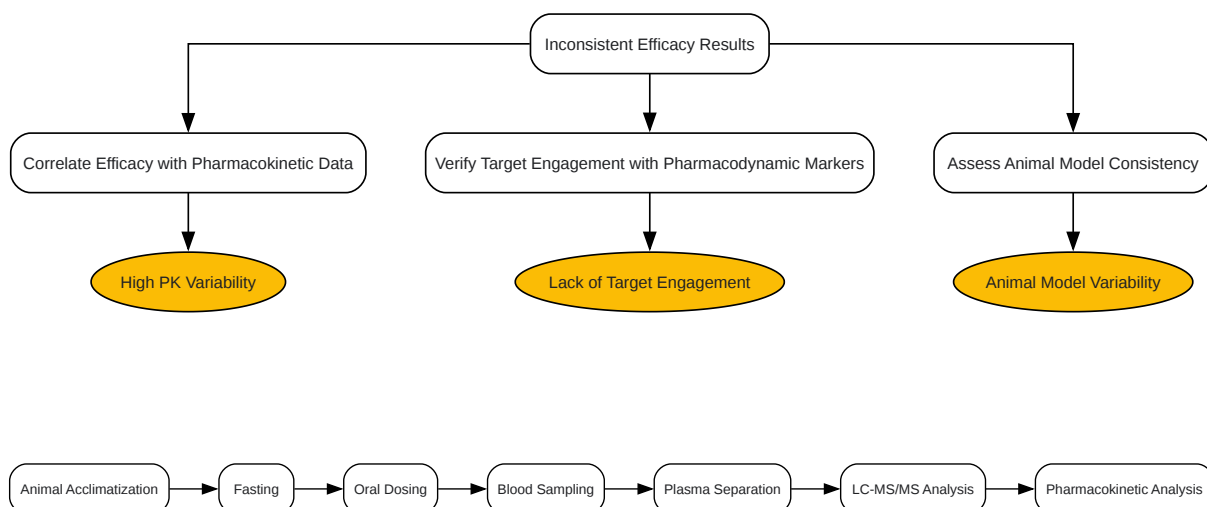 Inconsistent Efficacy Results
Correlate Efficacy with Pharmacokinetic Data
Verify Target Engagement with Pharmacodynamic Markers
Assess Animal Model Consistency
High PK Variability
Lack of Target Engagement
Animal Model Variability
Animal Acclimatization
Fasting
Oral Dosing
Blood Sampling
Plasma Separation
LC-MS/MS Analysis
Pharmacokinetic Analysis